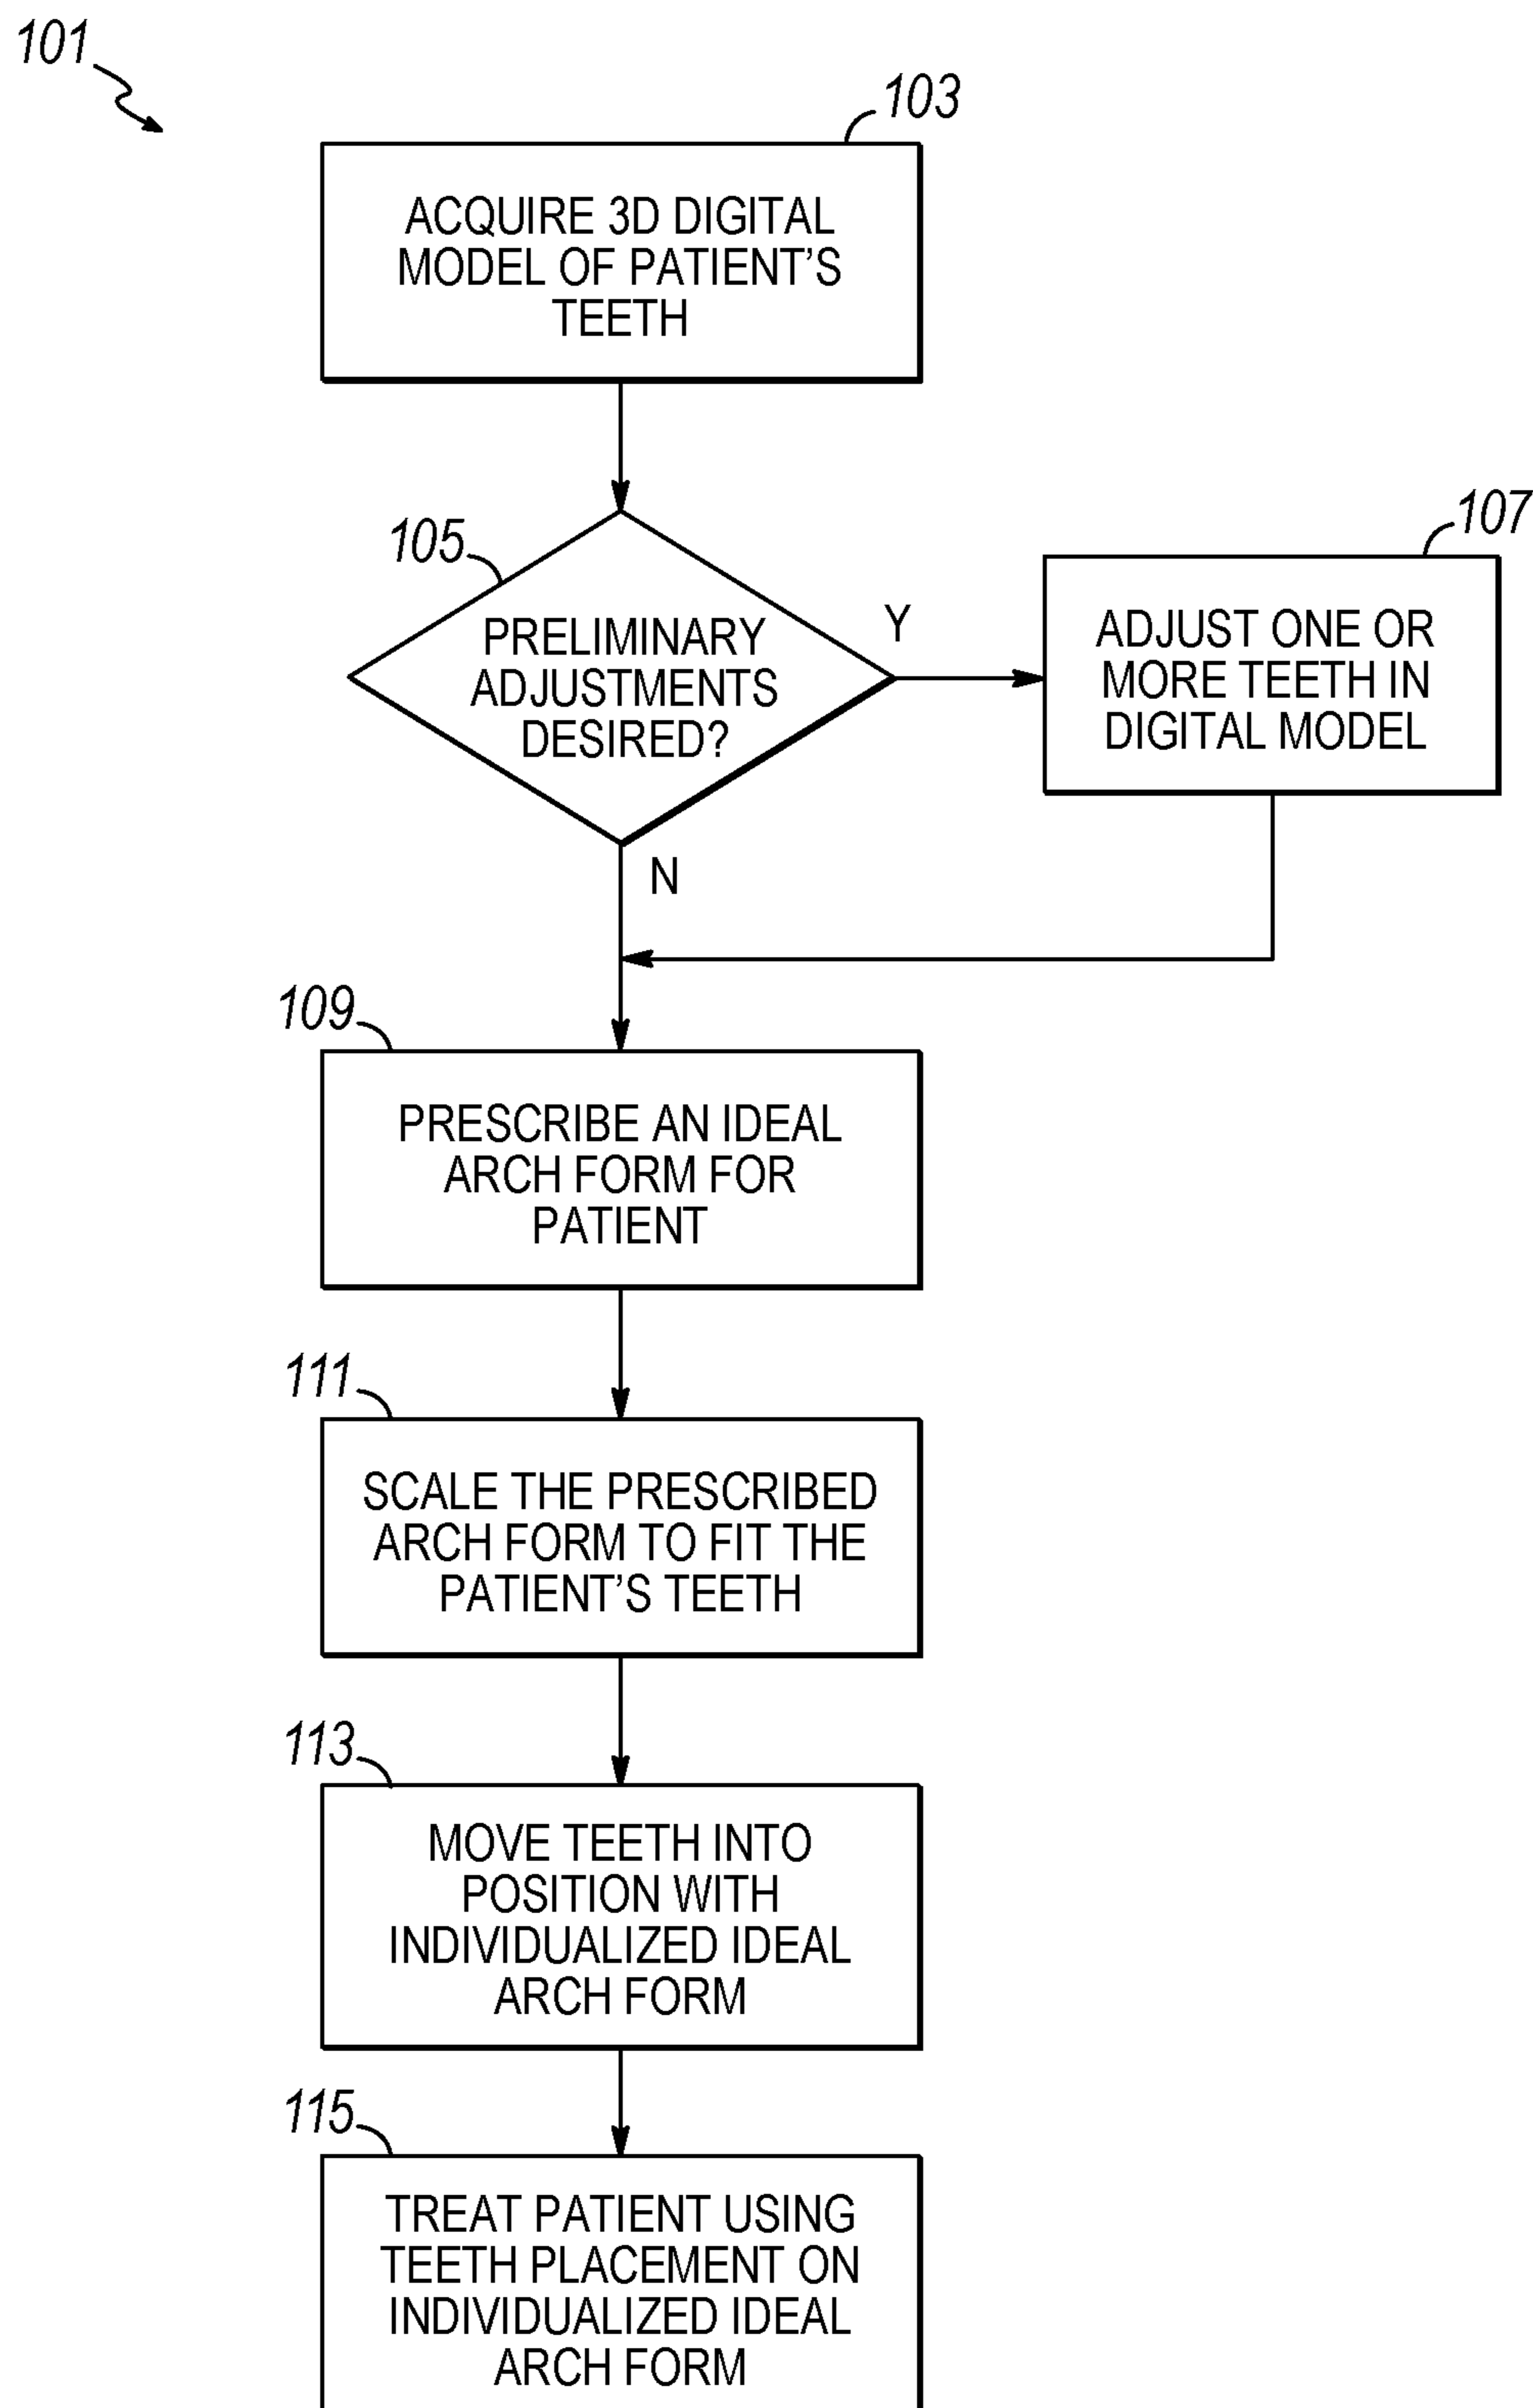 101
103
ACQUIRE 3D DIGITAL
MODEL OF PATIENT'S
TEETH
105
PRELIMINARY
ADJUSTMENTS
DESIRED?
Y
107
ADJUST ONE OR
MORE TEETH IN
DIGITAL MODEL
N
109
PRESCRIBE AN IDEAL
ARCH FORM FOR
PATIENT
111
SCALE THE PRESCRIBED
ARCH FORM TO FIT THE
PATIENT'S TEETH
113
MOVE TEETH INTO
POSITION WITH
INDIVIDUALIZED IDEAL
ARCH FORM
115
TREAT PATIENT USING
TEETH PLACEMENT ON
INDIVIDUALIZED IDEAL
ARCH FORM